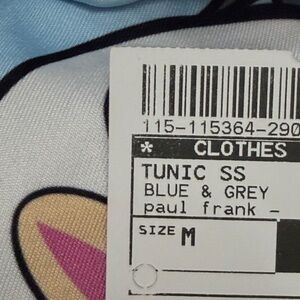 115-115364-290
* CLOTHES
TUNIC SS
BLUE & GREY
paul frank –
SIZE M